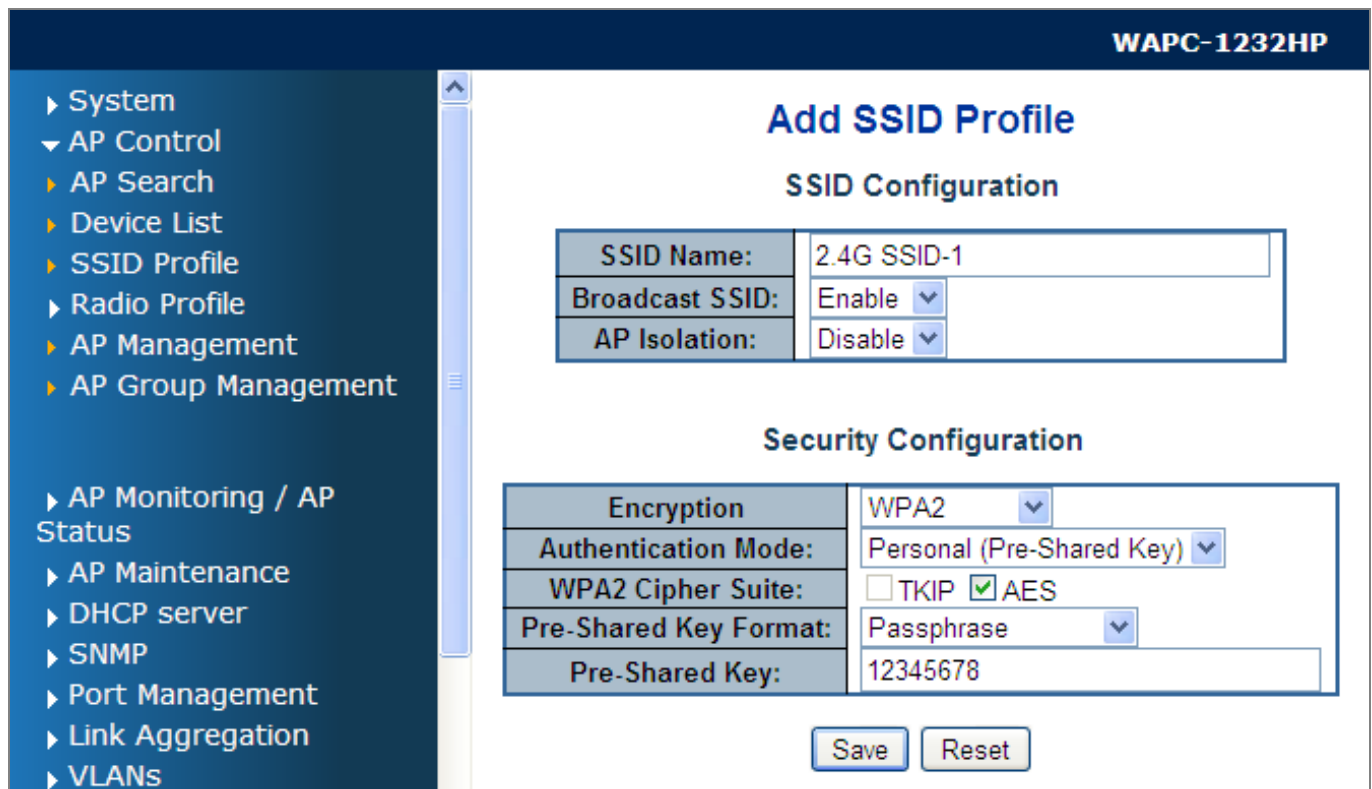 WAPC-1232HP
System
AP Control
AP Search
Device List
SSID Profile
Radio Profile
AP Management
AP Group Management
AP Monitoring / AP
Status
AP Maintenance
DHCP server
SNMP
Port Management
Link Aggregation
VLANs
Add SSID Profile
SSID Configuration
SSID Name: 2.4G SSID-1
Broadcast SSID: Enable
AP Isolation: Disable
Security Configuration
Encryption WPA2
Authentication Mode: Personal (Pre-Shared Key)
WPA2 Cipher Suite: TKIP AES
Pre-Shared Key Format: Passphrase
Pre-Shared Key: 12345678
Save Reset